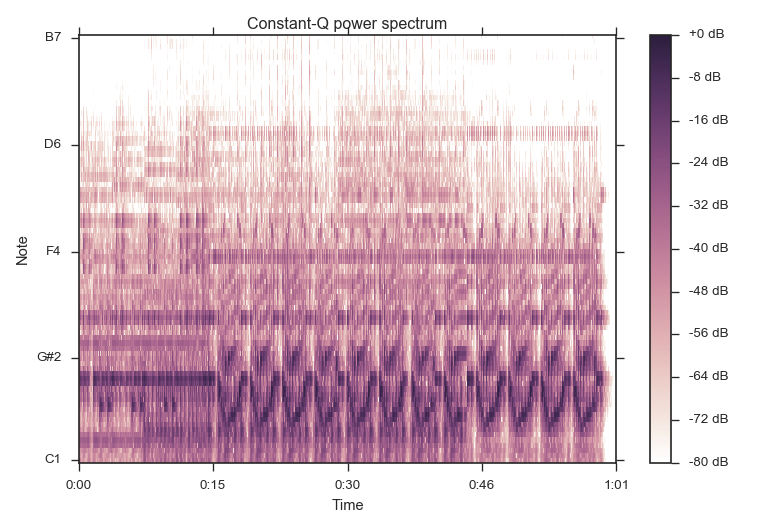 Constant-Q power spectrum
B7
D6
F4
G#2
C1
Note
0:00
0:15
0:30
0:46
1:01
Time
+0 dB
-8 dB
-16 dB
-24 dB
-32 dB
-40 dB
-48 dB
-56 dB
-64 dB
-72 dB
-80 dB